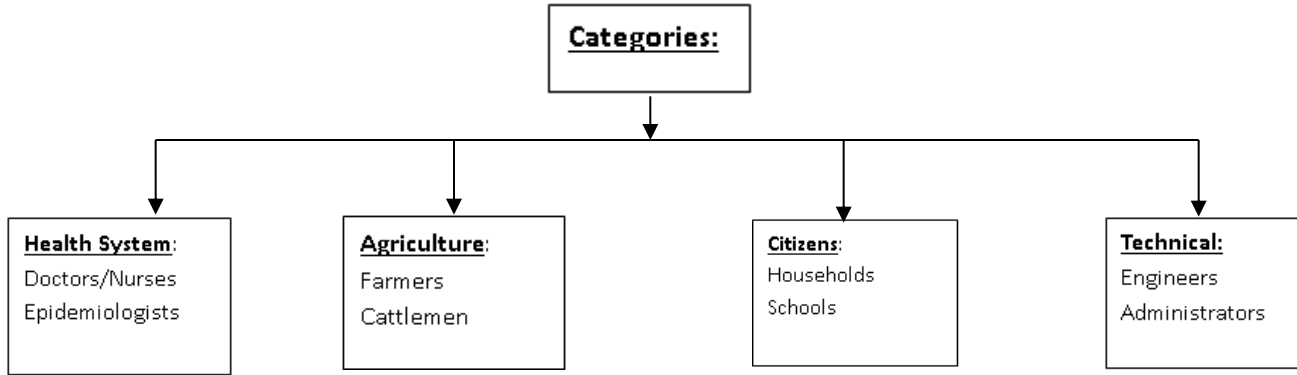 Categories:
Health System:
Doctors/Nurses
Epidemiologists
Agriculture:
Farmers
Cattlemen
Citizens:
Households
Schools
Technical:
Engineers
Administrators